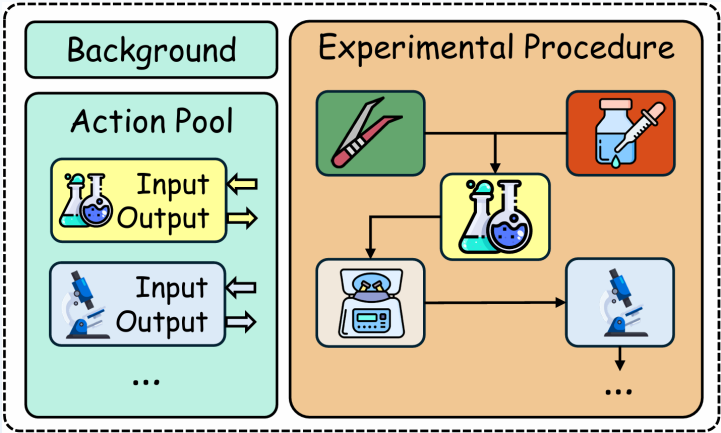 Background
Action Pool
Input
Output
Input
Output
...
Experimental Procedure
...